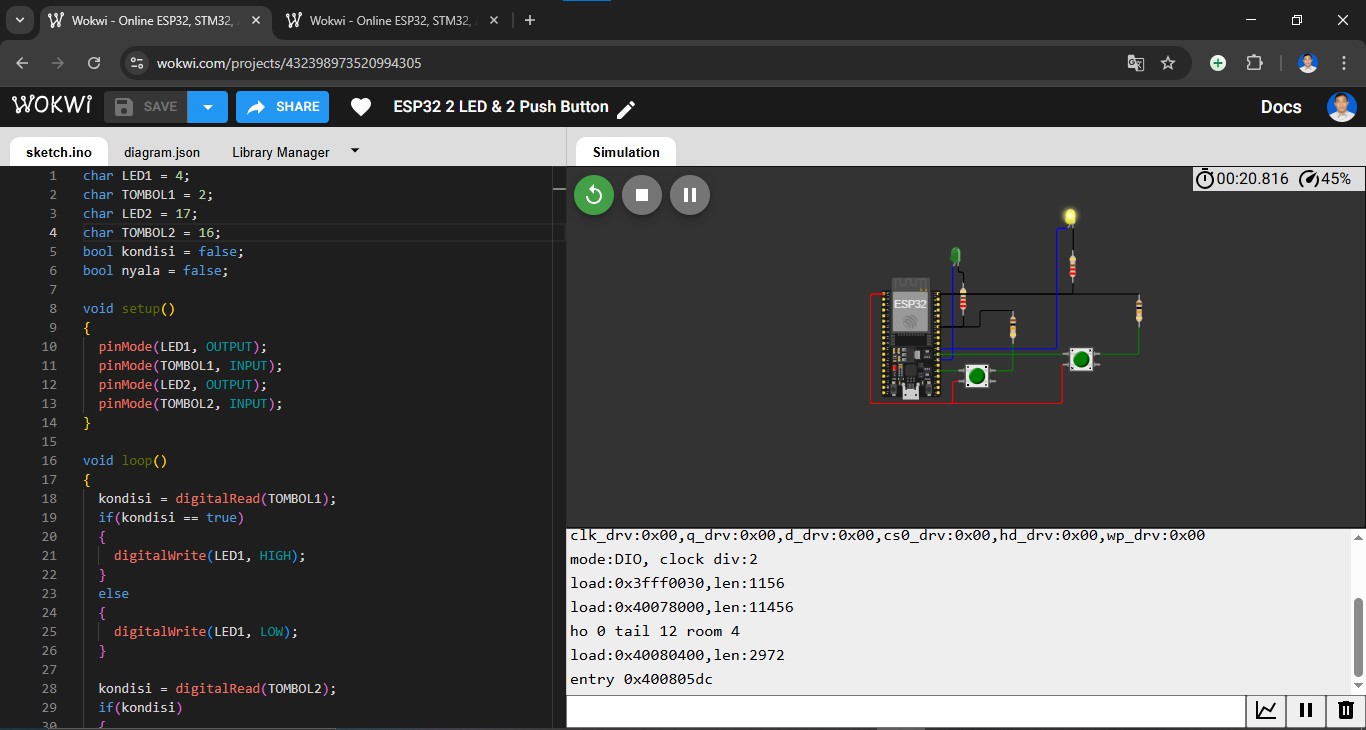 Wokwi - Online ESP32, STM32,
Wokwi - Online ESP32, STM32,
wokwi.com/projects/432398973520994305
WOKWI
SAVE
SHARE
ESP32 2 LED & 2 Push Button
Docs
sketch.ino
diagram.json
Library Manager
Simulation
1 char LED1 = 4;
2 char TOMBOL1 = 2;
3 char LED2 = 17;
4 char TOMBOL2 = 16;
5 bool kondisi = false;
6 bool nyala = false;
7
8 void setup()
9 {
10 pinMode(LED1, OUTPUT);
11 pinMode(TOMBOL1, INPUT);
12 pinMode(LED2, OUTPUT);
13 pinMode(TOMBOL2, INPUT);
14 }
15
16 void loop()
17 {
18 kondisi = digitalRead(TOMBOL1);
19 if(kondisi == true)
20 {
21 digitalWrite(LED1, HIGH);
22 }
23 else
24 {
25 digitalWrite(LED1, LOW);
26 }
27
28 kondisi = digitalRead(TOMBOL2);
29 if(kondisi)
30 {
00:20.816
45%
ESP32
clk_drv:0x00,q_drv:0x00,d_drv:0x00,cs0_drv:0x00,hd_drv:0x00,wp_drv:0x00
mode:DIO, clock div:2
load:0x3fff0030,len:1156
load:0x40078000,len:11456
ho 0 tail 12 room 4
load:0x40080400,len:2972
entry 0x400805dc